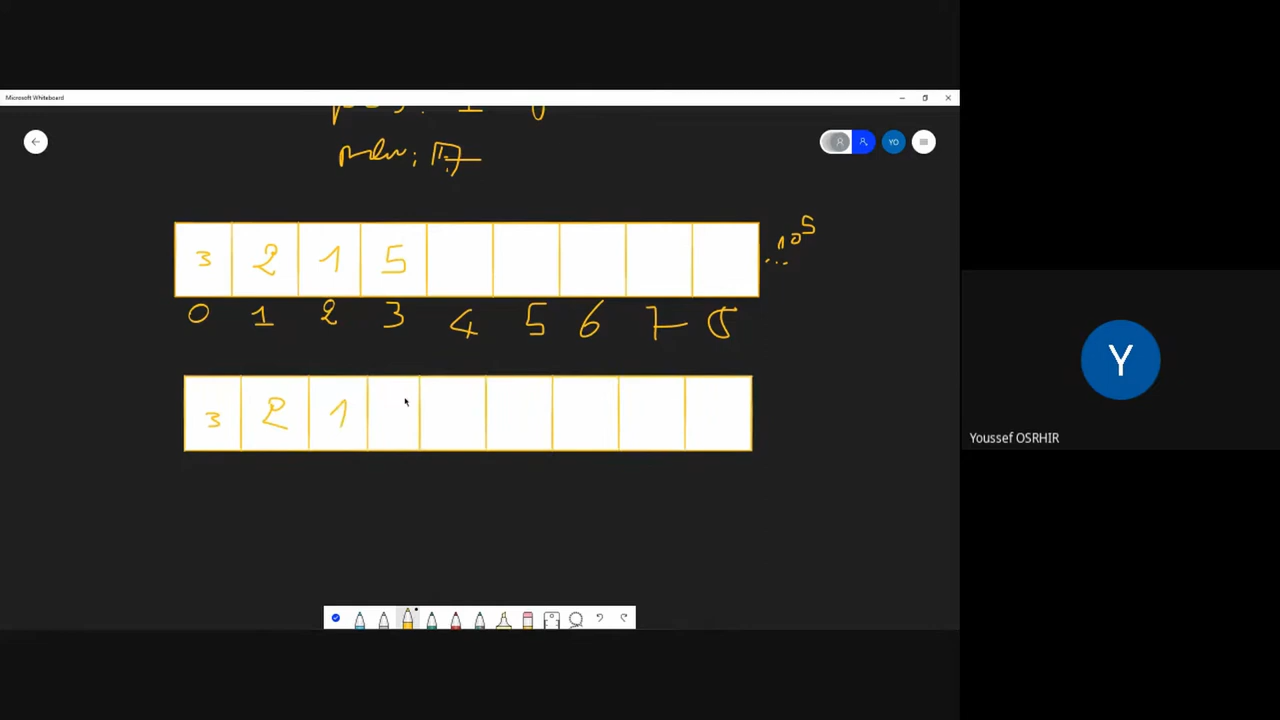 Microsoft Whiteboard
YO
3 2 1 5
...10^5
0 1 2 3 4 5 6 7 8
3 2 1
Y
Youssef OSRHIR